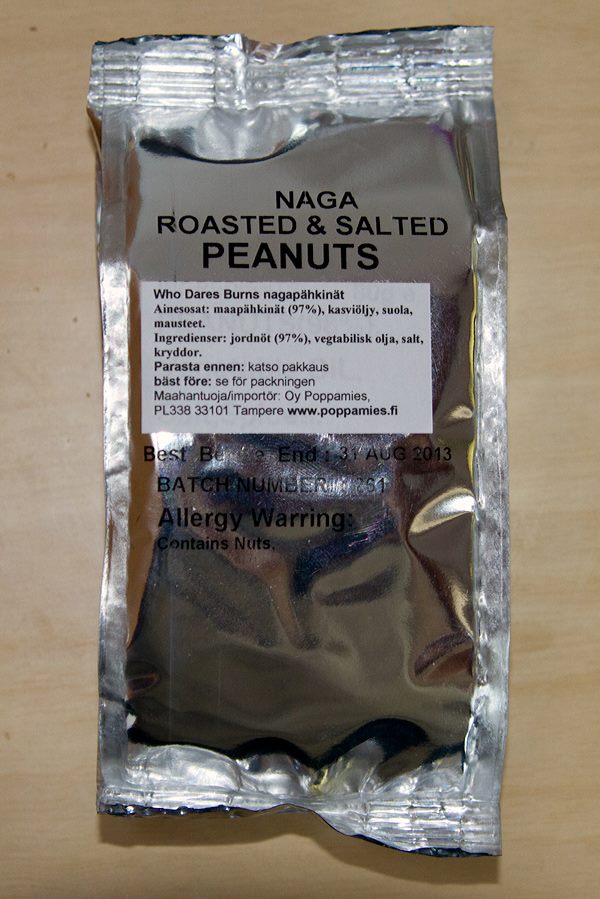 NAGA
ROASTED & SALTED
PEANUTS
Who Dares Burns nagapähkinät
Ainesosat: maapähkinät (97%), kasviöljy, suola,
mausteet.
Ingredienser: jordnöt (97%), vegtabilisk olja, salt,
kryddor.
Parasta ennen: katso pakkaus
bäst före: se för packningen
Maahantuoja/importör: Oy Poppamies,
PL338 33101 Tampere www.poppamies.fi
Best End : 31 AUG 2013
BATCH NUMBER
Allergy Warring:
Contains Nuts.